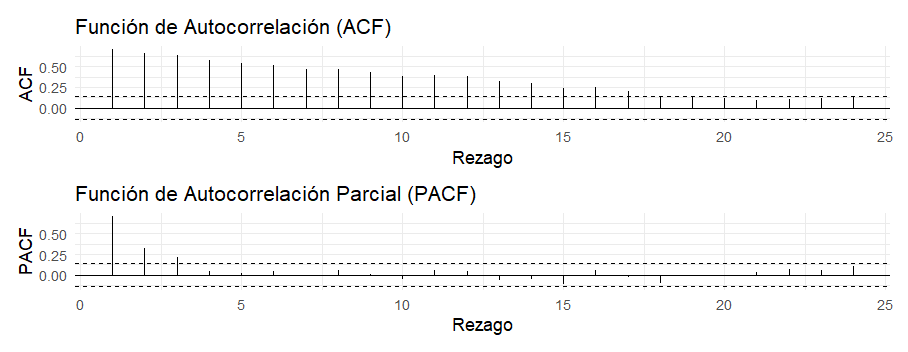 Función de Autocorrelación (ACF)
ACF
0.50
0.25
0.00
0 5 10 15 20 25
Rezago
Función de Autocorrelación Parcial (PACF)
PACF
0.50
0.25
0.00
0 5 10 15 20 25
Rezago